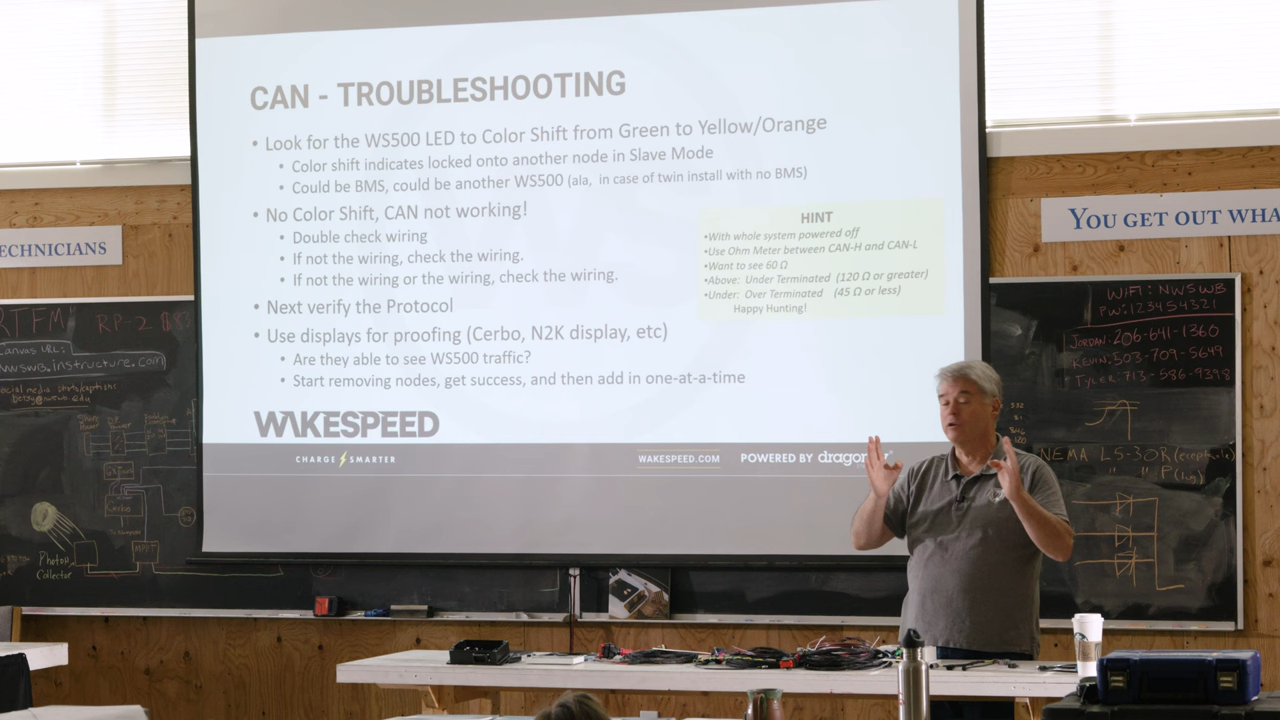 CAN - TROUBLESHOOTING
• Look for the WS500 LED to Color Shift from Green to Yellow/Orange
• Color shift indicates locked onto another node in Slave Mode
• Could be BMS, could be another WS500 (ala, in case of twin install with no BMS)
• No Color Shift, CAN not working!
• Double check wiring
• If not the wiring, check the wiring.
• If not the wiring or the wiring, check the wiring.
• Next verify the Protocol
• Use displays for proofing (Cerbo, N2K display, etc)
• Are they able to see WS500 traffic?
• Start removing nodes, get success, and then add in one-at-a-time
HINT
•With whole system powered off
•Use Ohm Meter between CAN-H and CAN-L
•Want to see 60 Ω
•Above: Under Terminated (120 Ω or greater)
•Under: Over Terminated (45 Ω or less)
Happy Hunting!
WAKESPEED
CHARGE SMARTER
WAKESPEED.COM
POWERED BY
ECHNICIANS
YOU GET OUT WHA
RTFM
RP-2
Canvas URL:
nwswb.instructure.com
Photon
Collector
Cerbo
MPPT
WIFI: NWSWB
PW: 123454321
JORDAN: 206-641-1360
KEVIN: 503-709-5649
TYLER: 713-586-9398
NEMA L5-30R (receptacle)
" " P (plug)